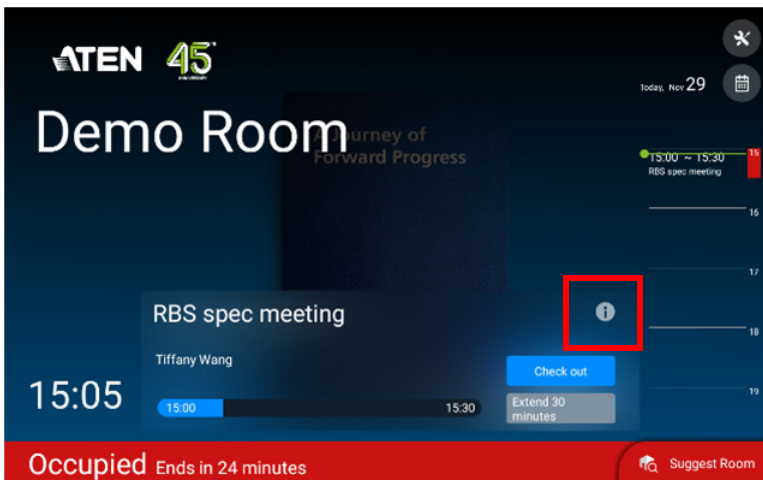 ATEN 45
ANNIVERSARY
Today, Nov 29
Demo Room
A Journey of
Forward Progress
15:00 ~ 15:30
RBS spec meeting
15
16
17
18
19
RBS spec meeting
Tiffany Wang
Check out
15:05
15:00
15:30
Extend 30
minutes
Occupied Ends in 24 minutes
Suggest Room